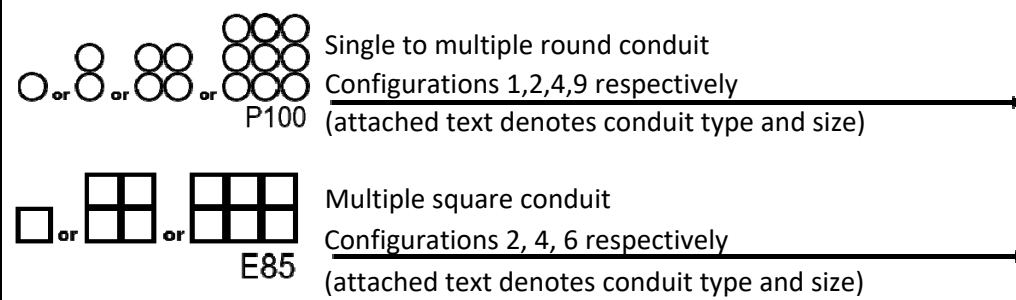 or or or
P100
Single to multiple round conduit
Configurations 1,2,4,9 respectively
(attached text denotes conduit type and size)
or or
E85
Multiple square conduit
Configurations 2, 4, 6 respectively
(attached text denotes conduit type and size)